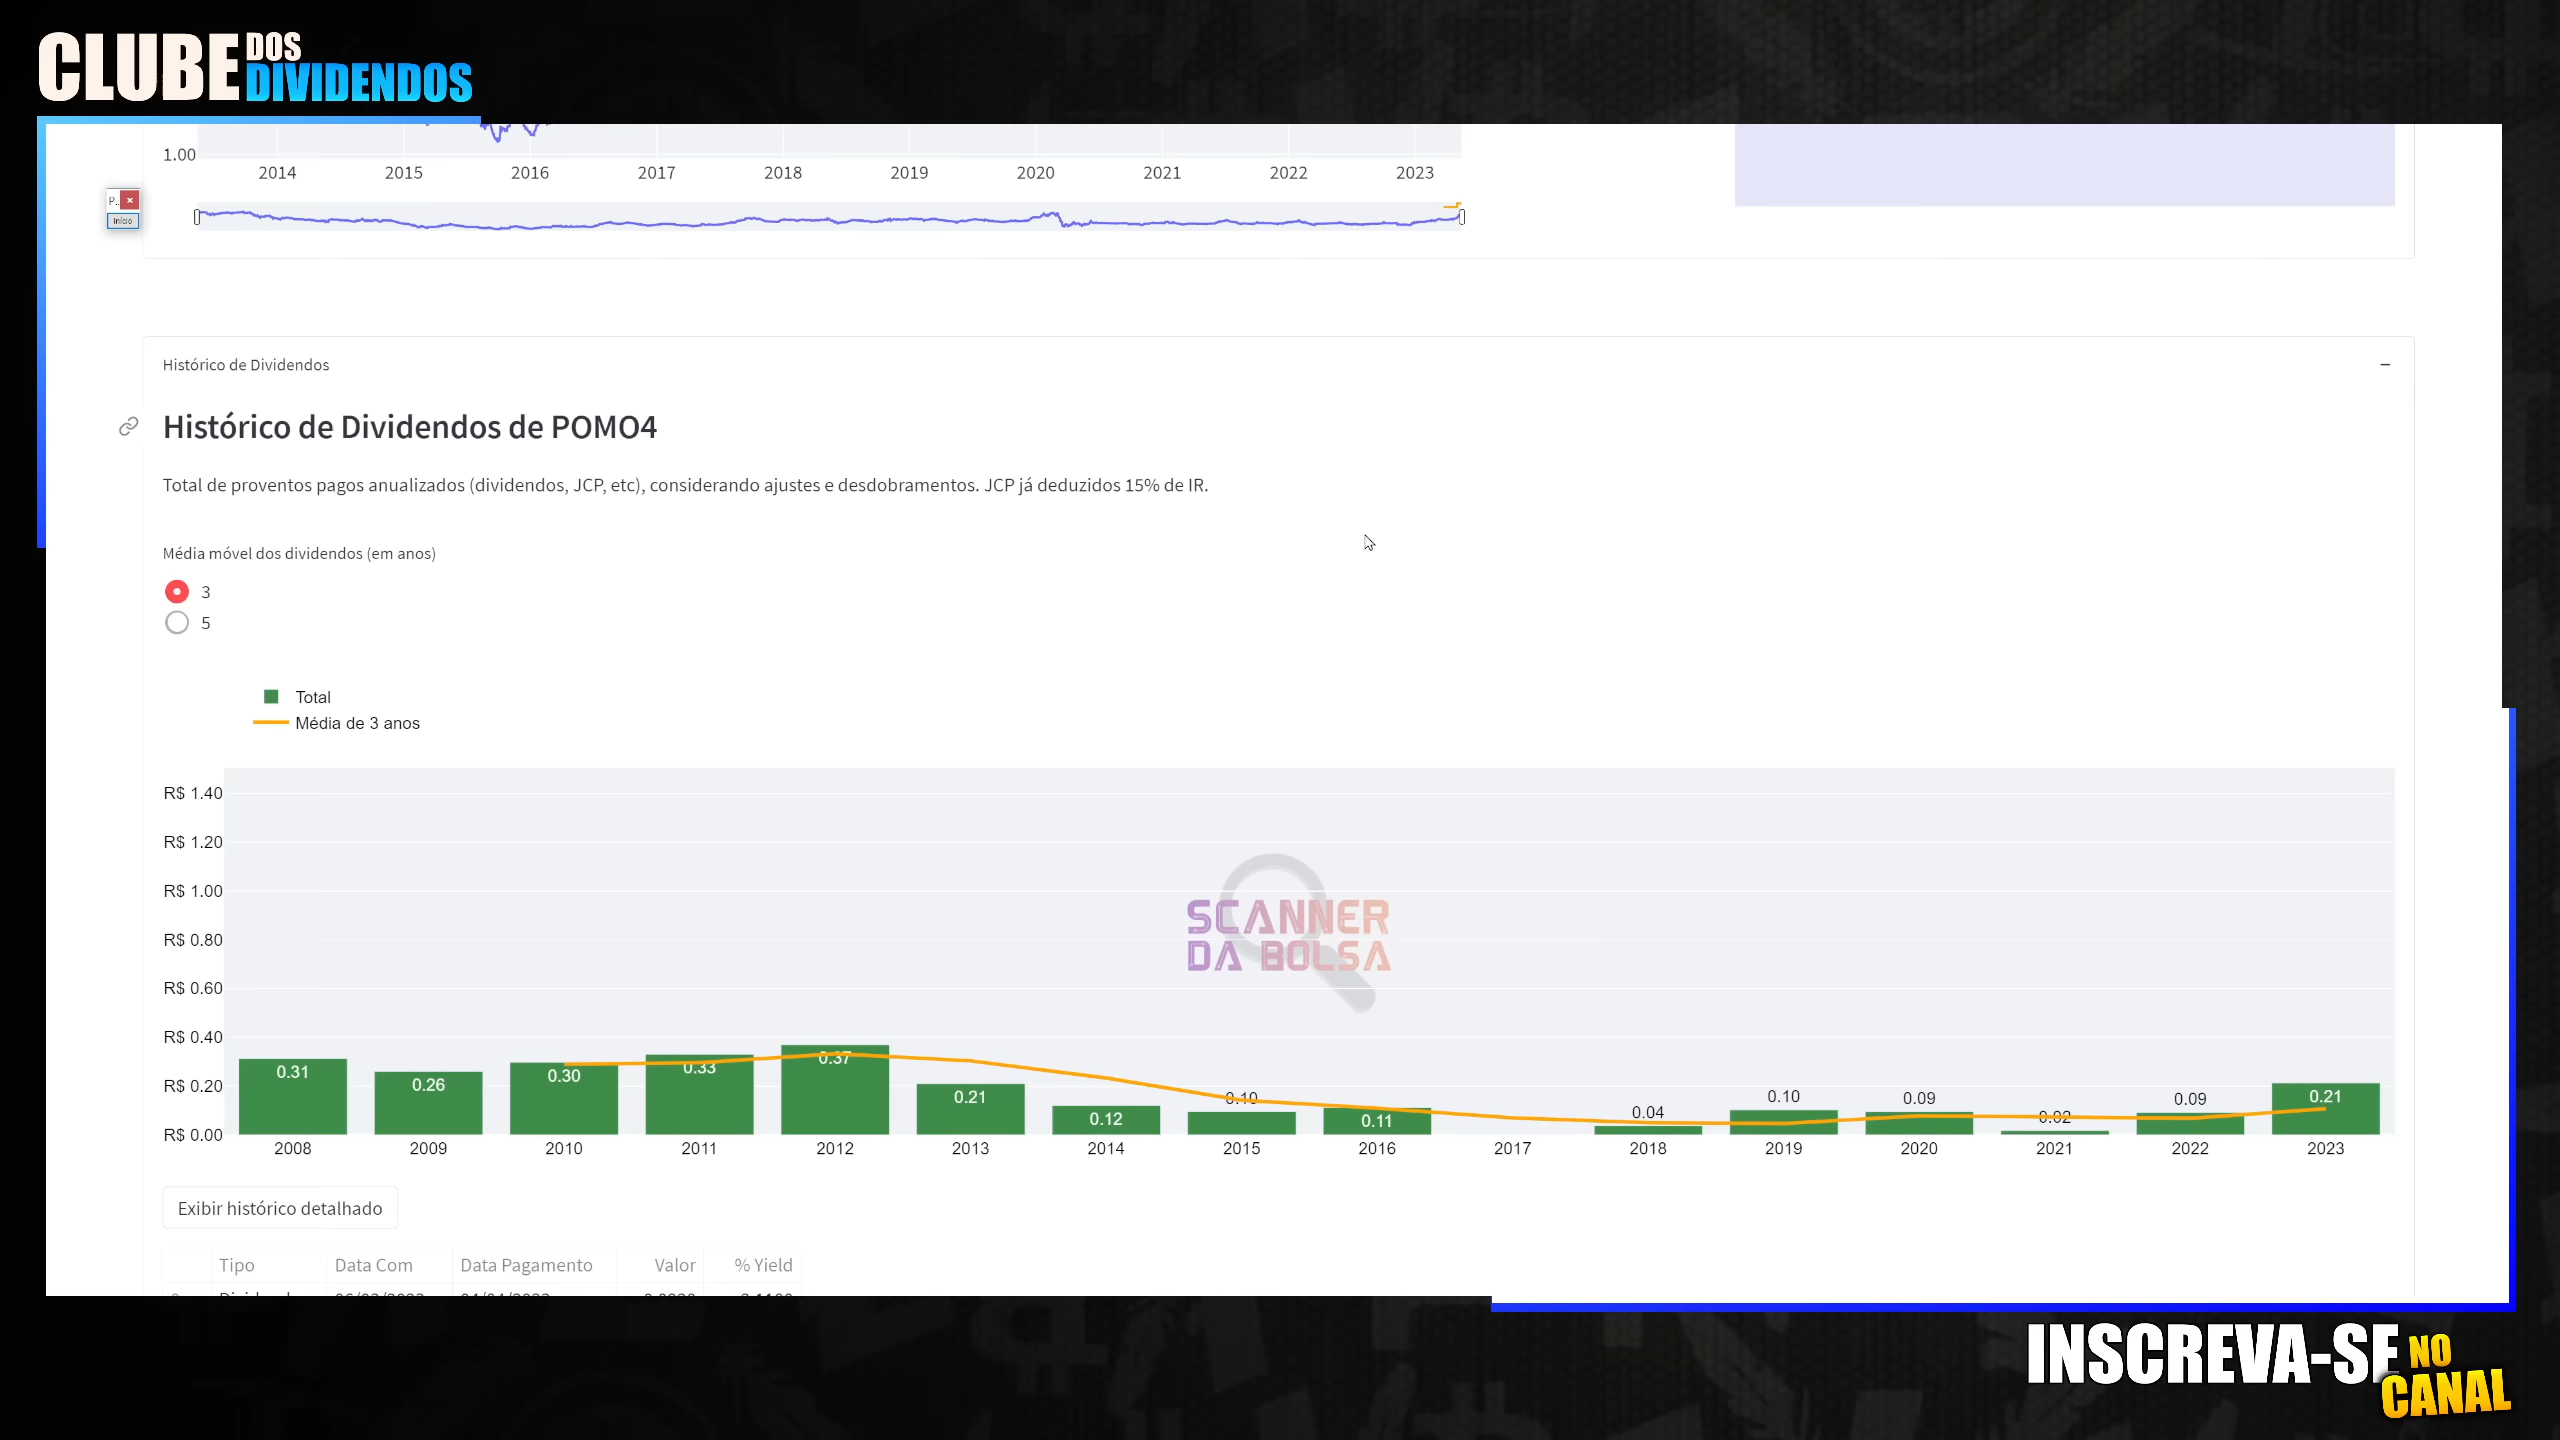 CLUBE DOS DIVIDENDOS
1.00
2014 2015 2016 2017 2018 2019 2020 2021 2022 2023
P..
Início
Histórico de Dividendos
Histórico de Dividendos de POMO4
Total de proventos pagos anualizados (dividendos, JCP, etc), considerando ajustes e desdobramentos. JCP já deduzidos 15% de IR.
Média móvel dos dividendos (em anos)
3
5
Total
Média de 3 anos
R$ 1.40
R$ 1.20
R$ 1.00
R$ 0.80
R$ 0.60
R$ 0.40
R$ 0.20
R$ 0.00
SCANNER
DA BOLSA
0.31 0.26 0.30 0.33 0.37 0.21 0.12 0.10 0.11 0.04 0.10 0.09 0.02 0.09 0.21
2008 2009 2010 2011 2012 2013 2014 2015 2016 2017 2018 2019 2020 2021 2022 2023
Exibir histórico detalhado
Tipo Data Com Data Pagamento Valor % Yield
INSCREVA-SE NO CANAL